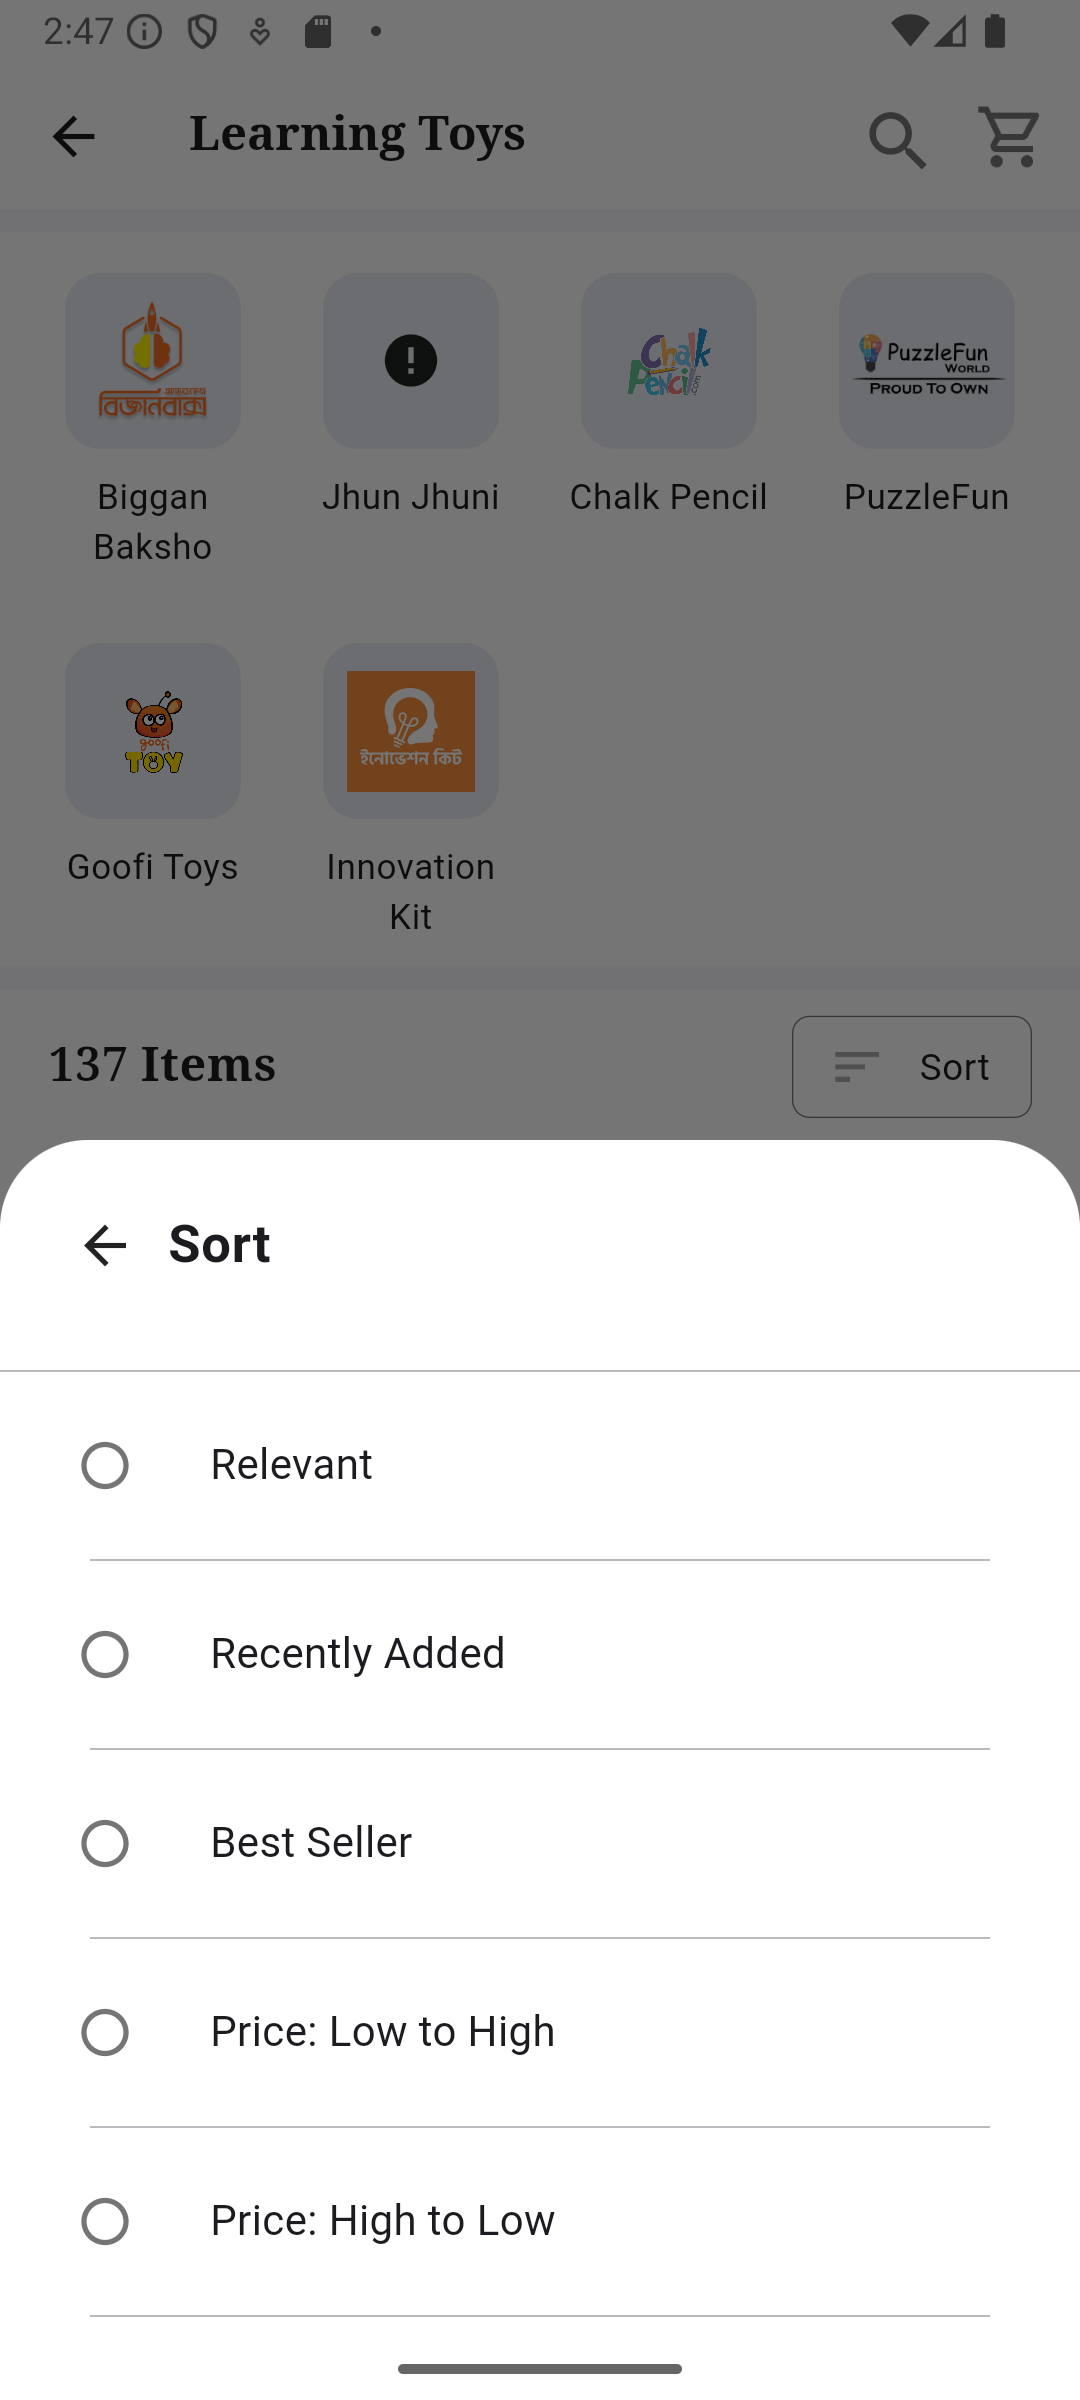 2:47
Learning Toys
অন্যরকম
বিজ্ঞানবাক্স
Chalk
Pencil
.com
PuzzleFun
WORLD
PROUD TO OWN
Biggan
Baksho
Jhun Jhuni
Chalk Pencil
PuzzleFun
goofi
TOY
ইনোভেশন কিট
Goofi Toys
Innovation
Kit
137 Items
Sort
Sort
Relevant
Recently Added
Best Seller
Price: Low to High
Price: High to Low